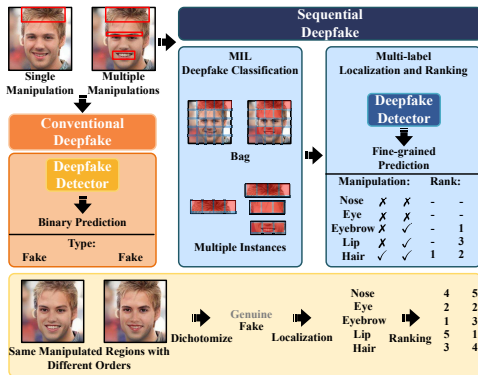 Sequential
Deepfake
Single
Manipulation
Multiple
Manipulations
Conventional
Deepfake
Deepfake
Detector
Binary Prediction
Type:
Fake Fake
MIL
Deepfake Classification
Bag
Multiple Instances
Multi-label
Localization and Ranking
Deepfake
Detector
Fine-grained
Prediction
Manipulation: Rank:
Nose ✗ ✗ - -
Eye ✗ ✗ - -
Eyebrow ✗ ✓ - 1
Lip ✗ ✓ - 3
Hair ✓ ✓ 1 2
Same Manipulated Regions with
Different Orders
Dichotomize
Genuine
Fake
Localization
Nose
Eye
Eyebrow
Lip
Hair
Ranking
4 5
2 2
1 3
5 1
3 4